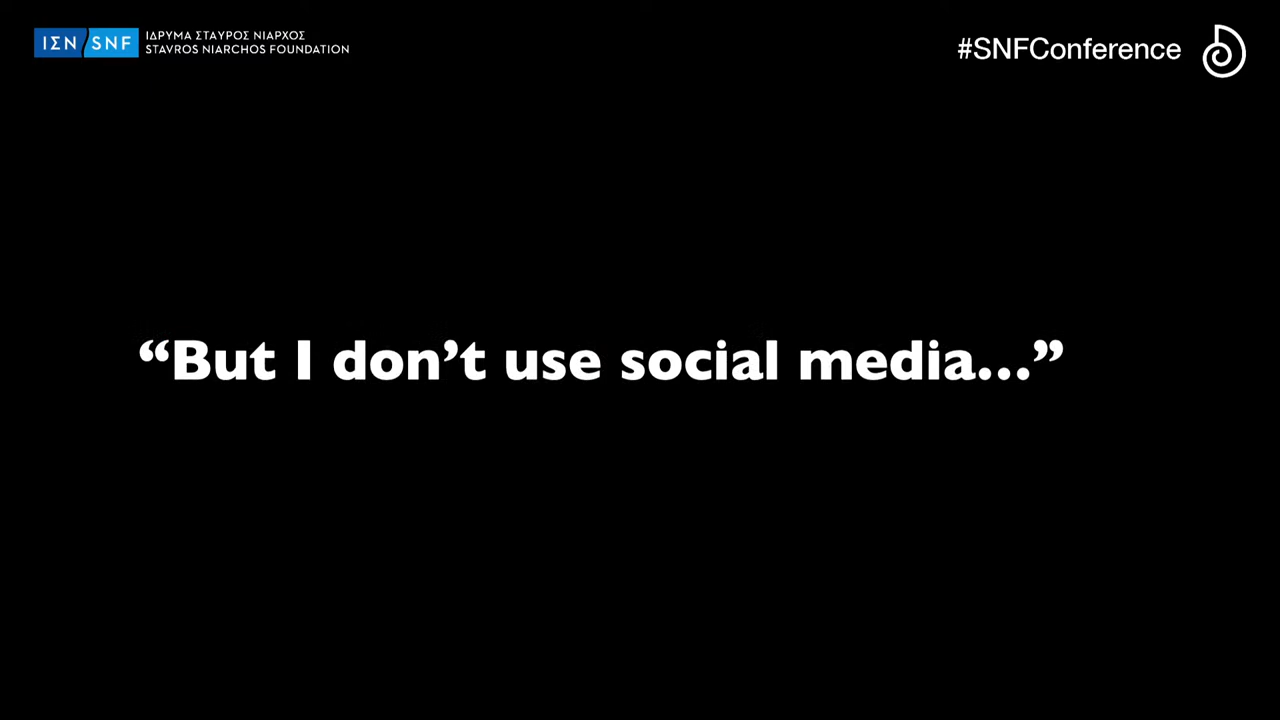 ΙΣΝ SNF
ΙΔΡΥΜΑ ΣΤΑΥΡΟΣ ΝΙΑΡΧΟΣ
STAVROS NIARCHOS FOUNDATION
#SNFConference
“But I don’t use social media...”